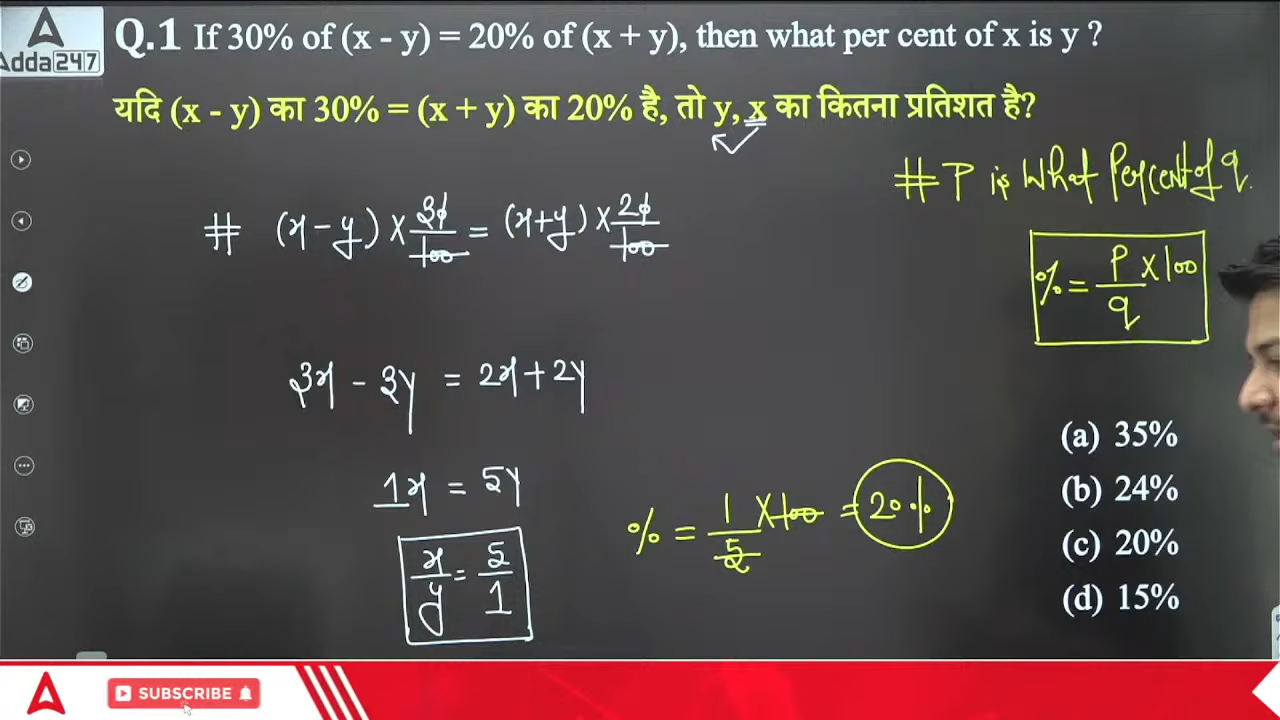 Adda247
Q.1 If 30% of (x - y) = 20% of (x + y), then what per cent of x is y ?
यदि (x - y) का 30% = (x + y) का 20% है, तो y, x का कितना प्रतिशत है?
# P is What Percent of q.
# (x - y) × 30/100 = (x+y) × 20/100
% = P/q × 100
3x - 3y = 2x + 2y
(a) 35%
1x = 5y
(b) 24%
% = 1/5 × 100 = 20%
(c) 20%
x/y = 5/1
(d) 15%
SUBSCRIBE